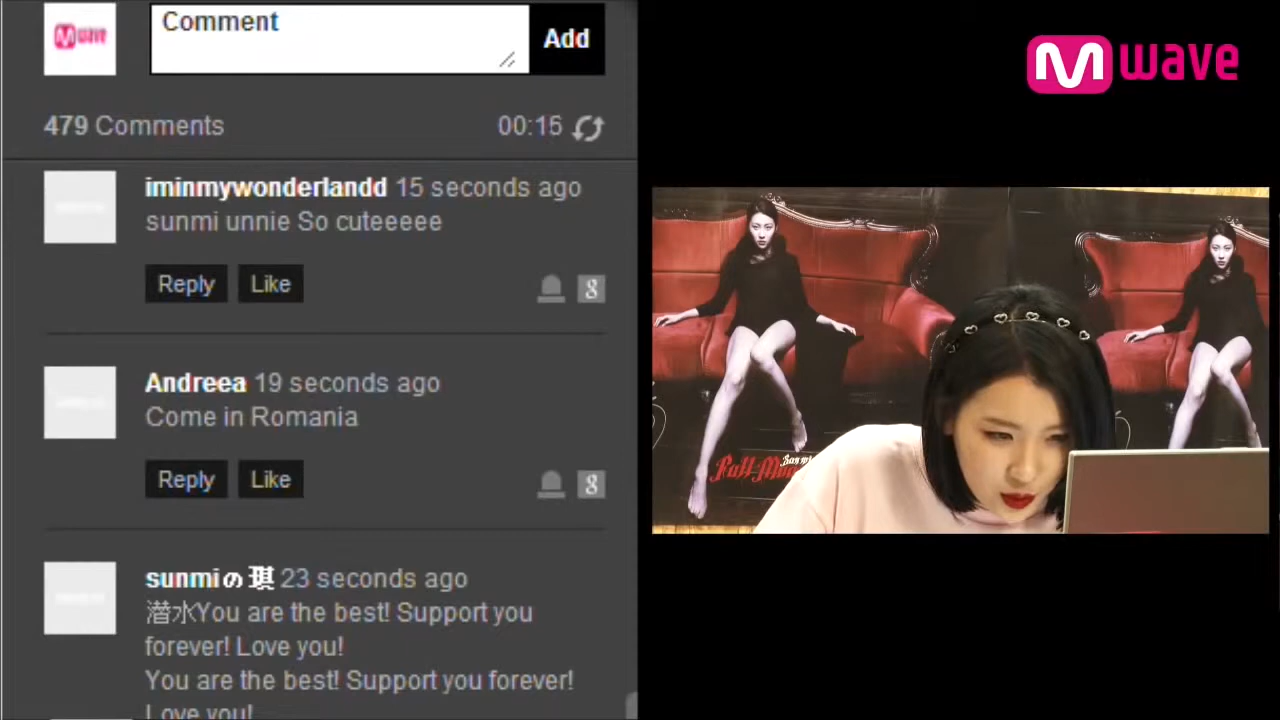 Mwave
Comment
Add
Mwave
479 Comments
00:15
iminmywonderlandd 15 seconds ago
sunmi unnie So cuteeeee
Reply
Like
g
Andreea 19 seconds ago
Come in Romania
Reply
Like
g
sunmiの琪 23 seconds ago
潜水You are the best! Support you
forever! Love you!
You are the best! Support you forever!
Love you!
Full Moon